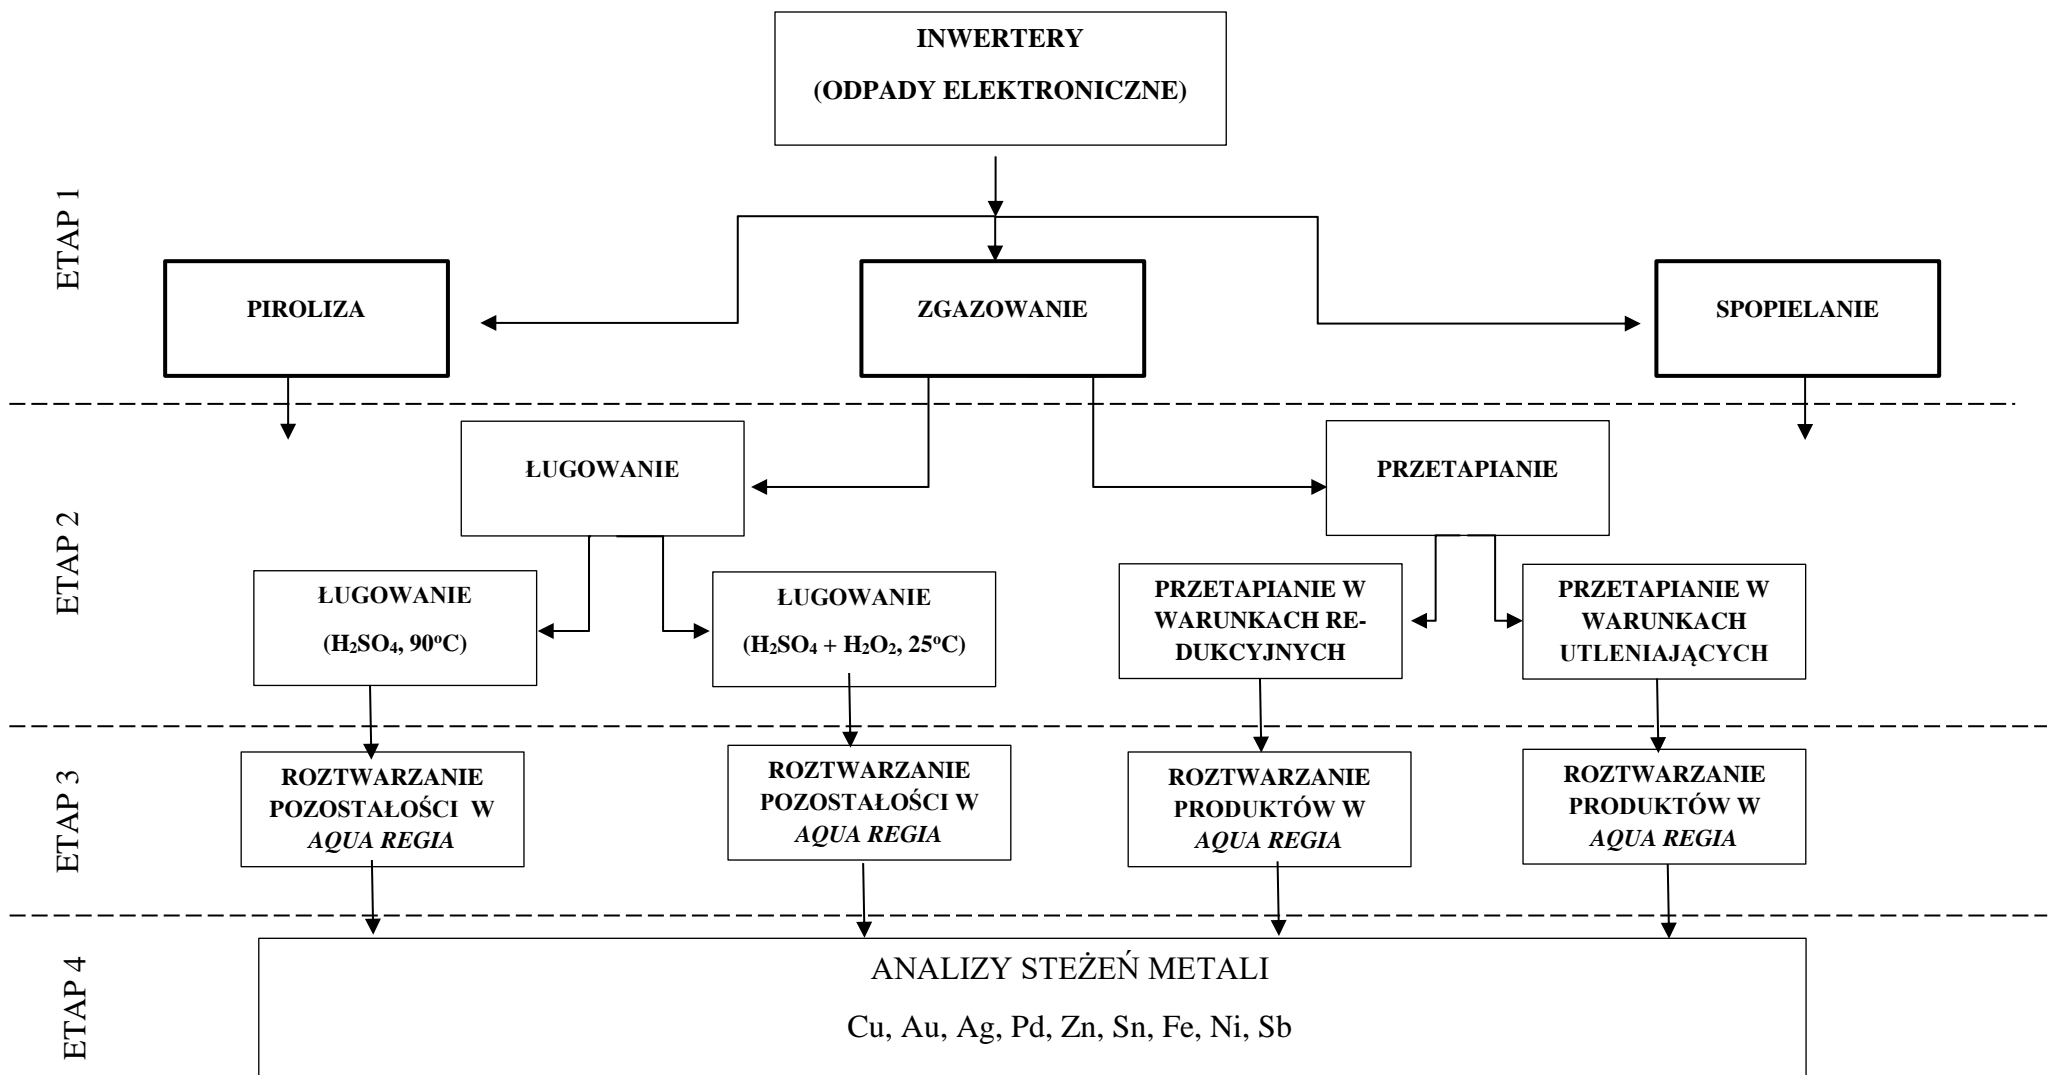 INWERTERY
(ODPADY ELEKTRONICZNE)
ETAP 1
PIROLIZA
ZGAZOWANIE
SPOPIELANIE
ETAP 2
ŁUGOWANIE
PRZETAPIANIE
ŁUGOWANIE
(H₂SO₄, 90ºC)
ŁUGOWANIE
(H₂SO₄ + H₂O₂, 25ºC)
PRZETAPIANIE W
WARUNKACH RE-
DUKCYJNYCH
PRZETAPIANIE W
WARUNKACH
UTLENIAJĄCYCH
ETAP 3
ROZTWARZANIE
POZOSTAŁOŚCI W
AQUA REGIA
ROZTWARZANIE
POZOSTAŁOŚCI W
AQUA REGIA
ROZTWARZANIE
PRODUKTÓW W
AQUA REGIA
ROZTWARZANIE
PRODUKTÓW W
AQUA REGIA
ETAP 4
ANALIZY STEŻEŃ METALI
Cu, Au, Ag, Pd, Zn, Sn, Fe, Ni, Sb